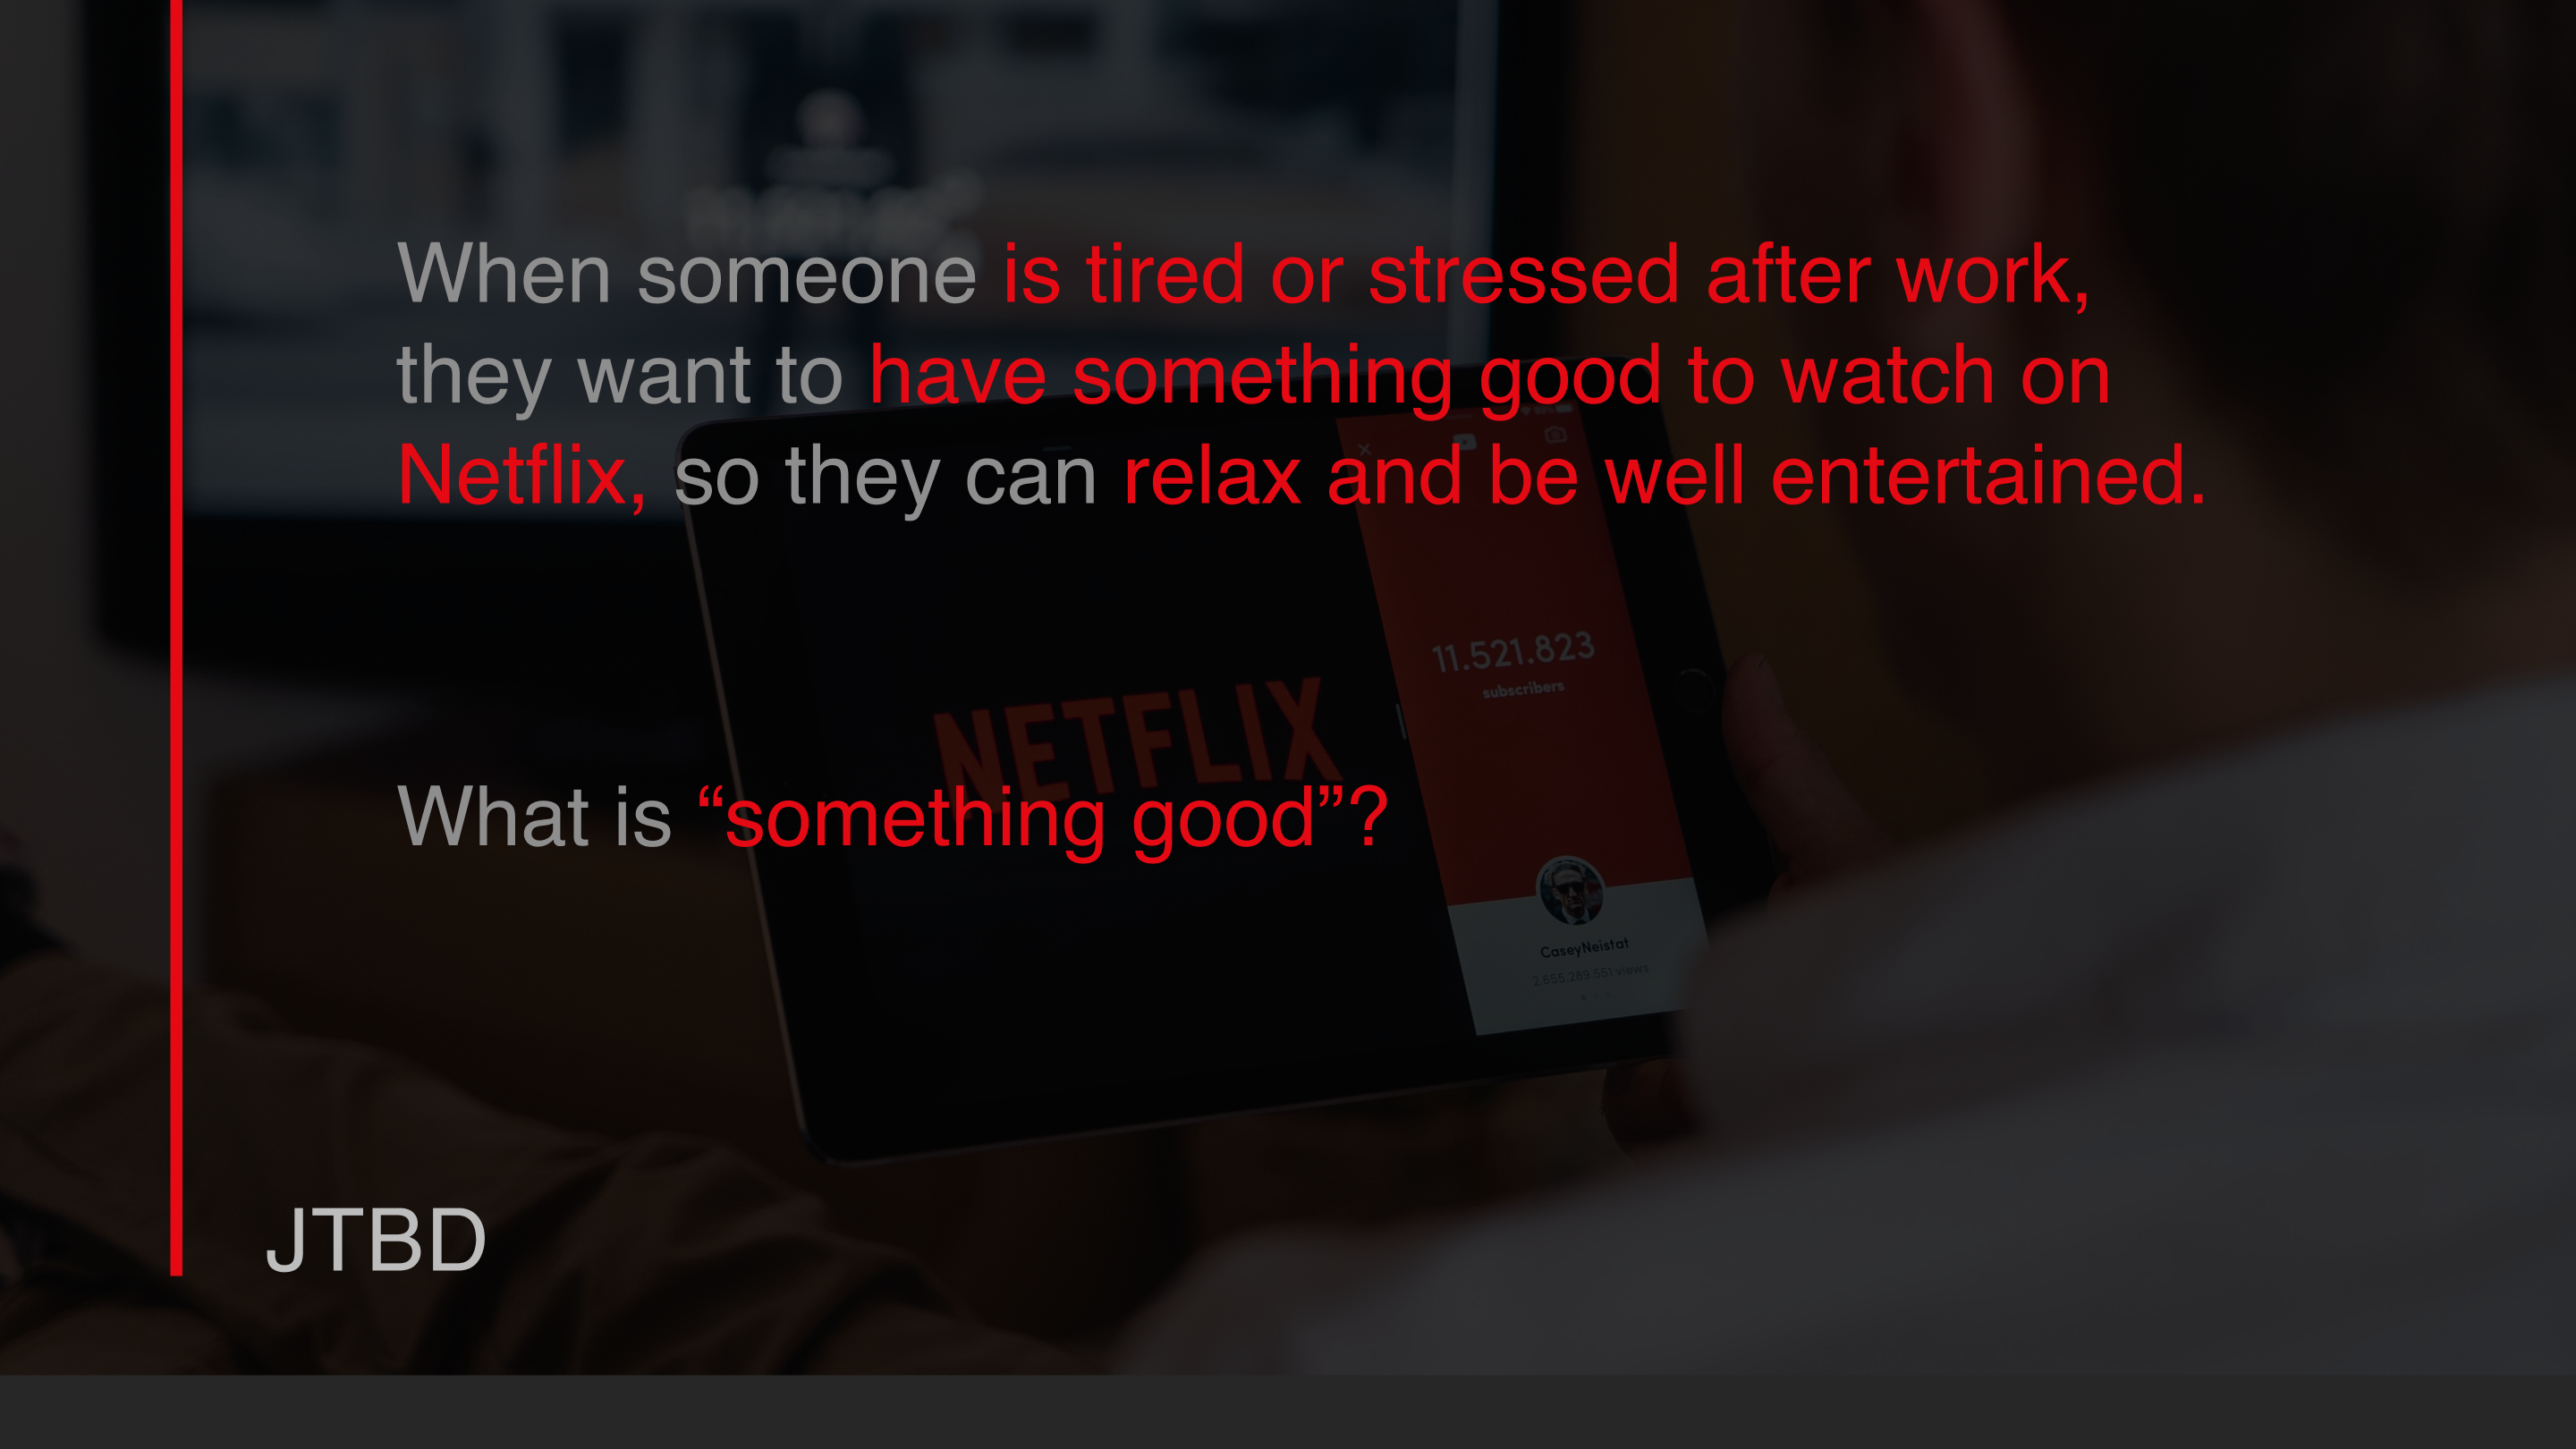 When someone is tired or stressed after work,
they want to have something good to watch on
Netflix, so they can relax and be well entertained.
11.521.823
subscribers
NETFLIX
What is “something good”?
CaseyNeistat
2.655.289.551 views
JTBD